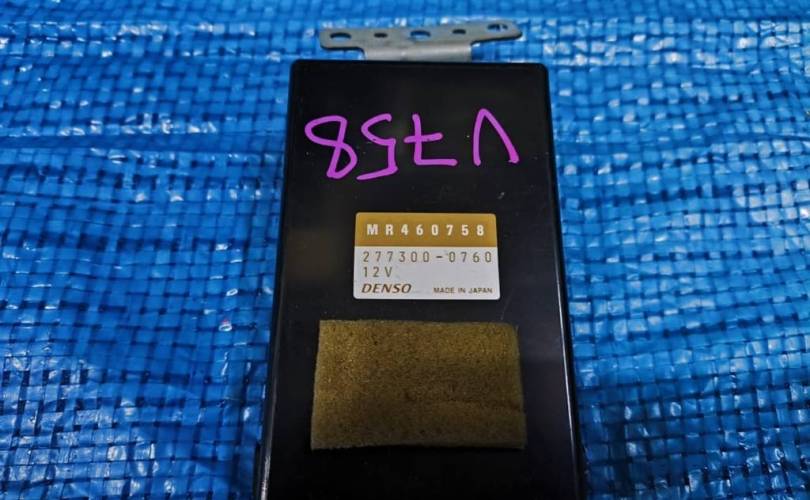 V758
MR460758
277300-0760
12V
DENSO MADE IN JAPAN